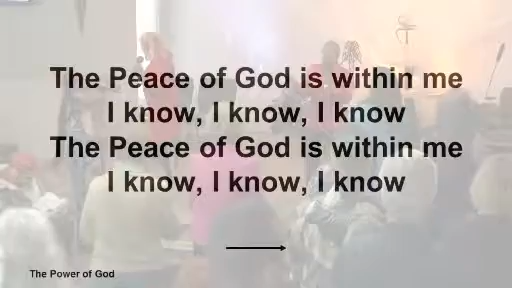 The Peace of God is within me
I know, I know, I know
The Peace of God is within me
I know, I know, I know
The Power of God